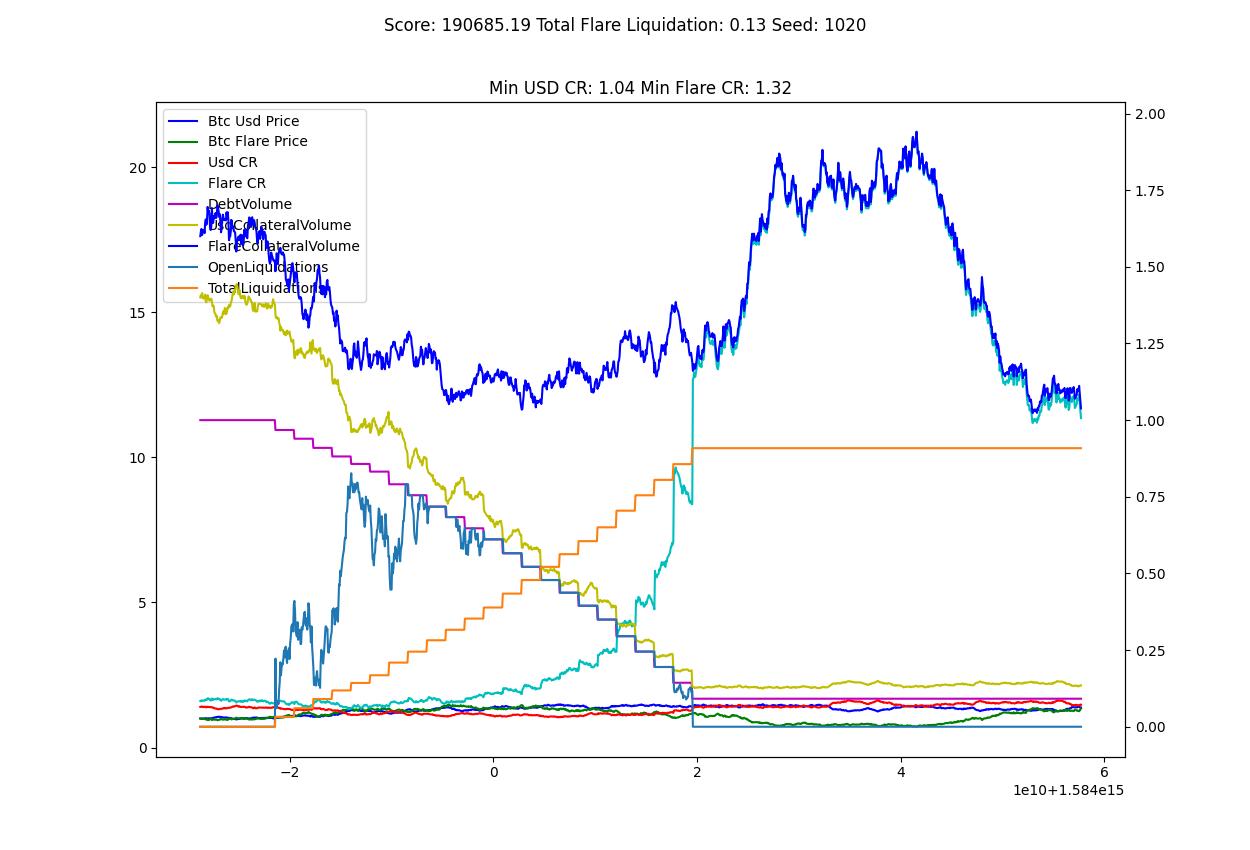 Score: 190685.19 Total Flare Liquidation: 0.13 Seed: 1020
Min USD CR: 1.04 Min Flare CR: 1.32
Btc Usd Price
Btc Flare Price
Usd CR
Flare CR
DebtVolume
UsdCollateralVolume
FlareCollateralVolume
OpenLiquidations
TotalLiquidations
20
15
10
5
0
2.00
1.75
1.50
1.25
1.00
0.75
0.50
0.25
0.00
−2 0 2 4 6
1e10+1.584e15